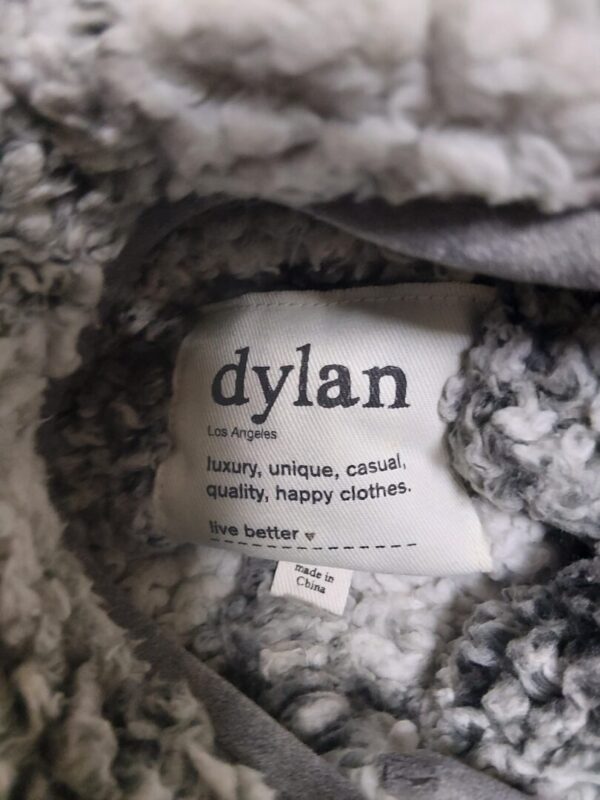 dylan
Los Angeles
luxury, unique, casual,
quality, happy clothes.
live better
made in
China